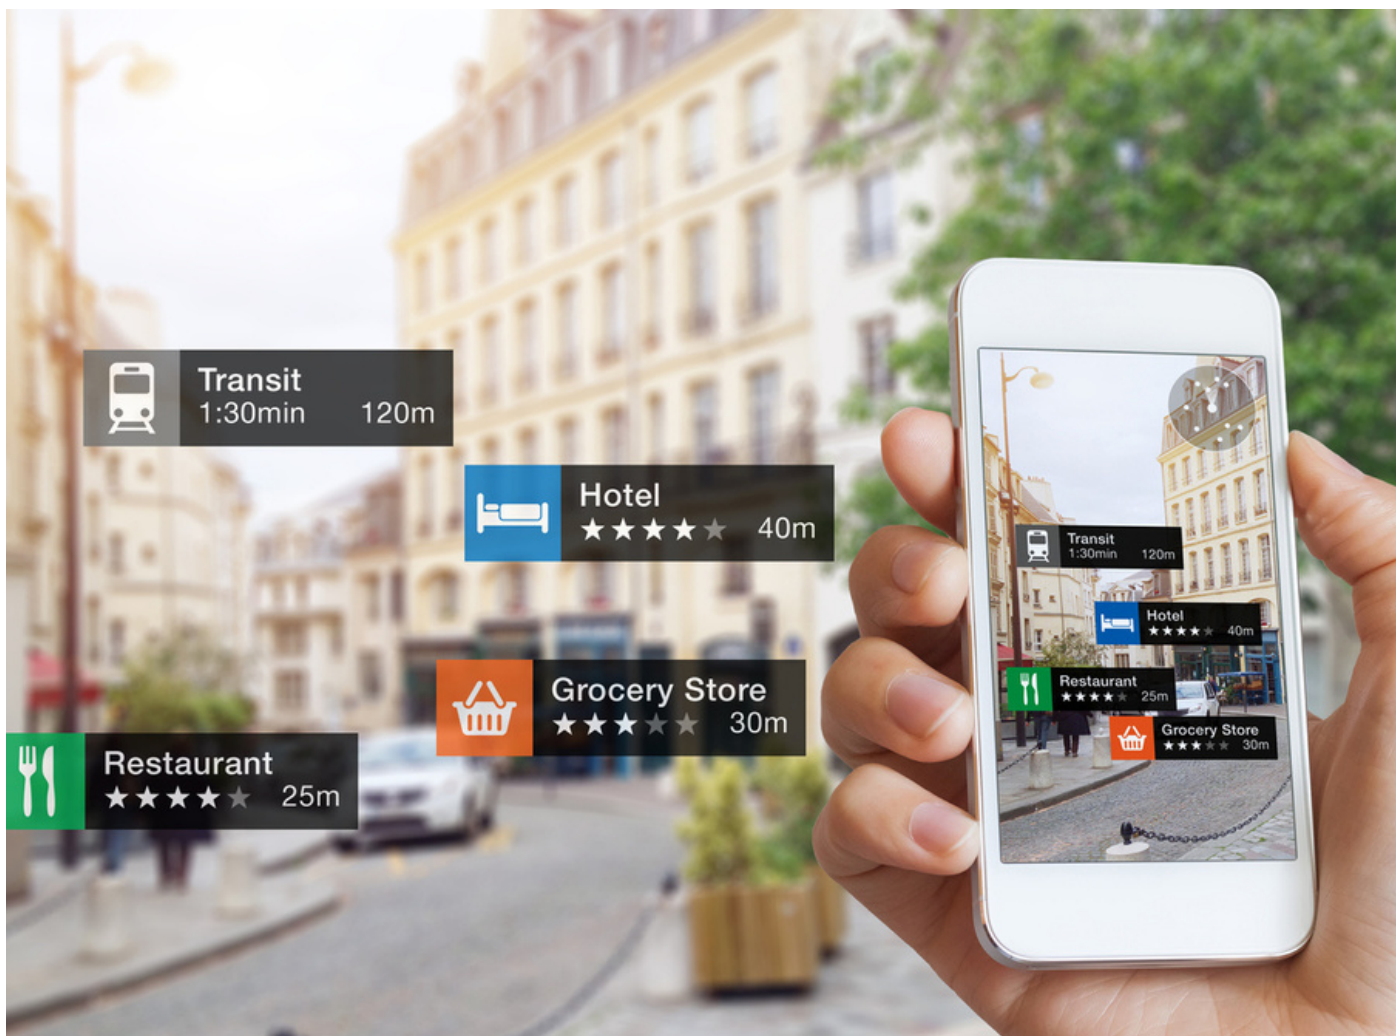 Transit
1:30min 120m
Hotel
40m
Grocery Store
30m
Restaurant
25m
Transit
1:30min 120m
Hotel
40m
Restaurant
25m
Grocery Store
30m